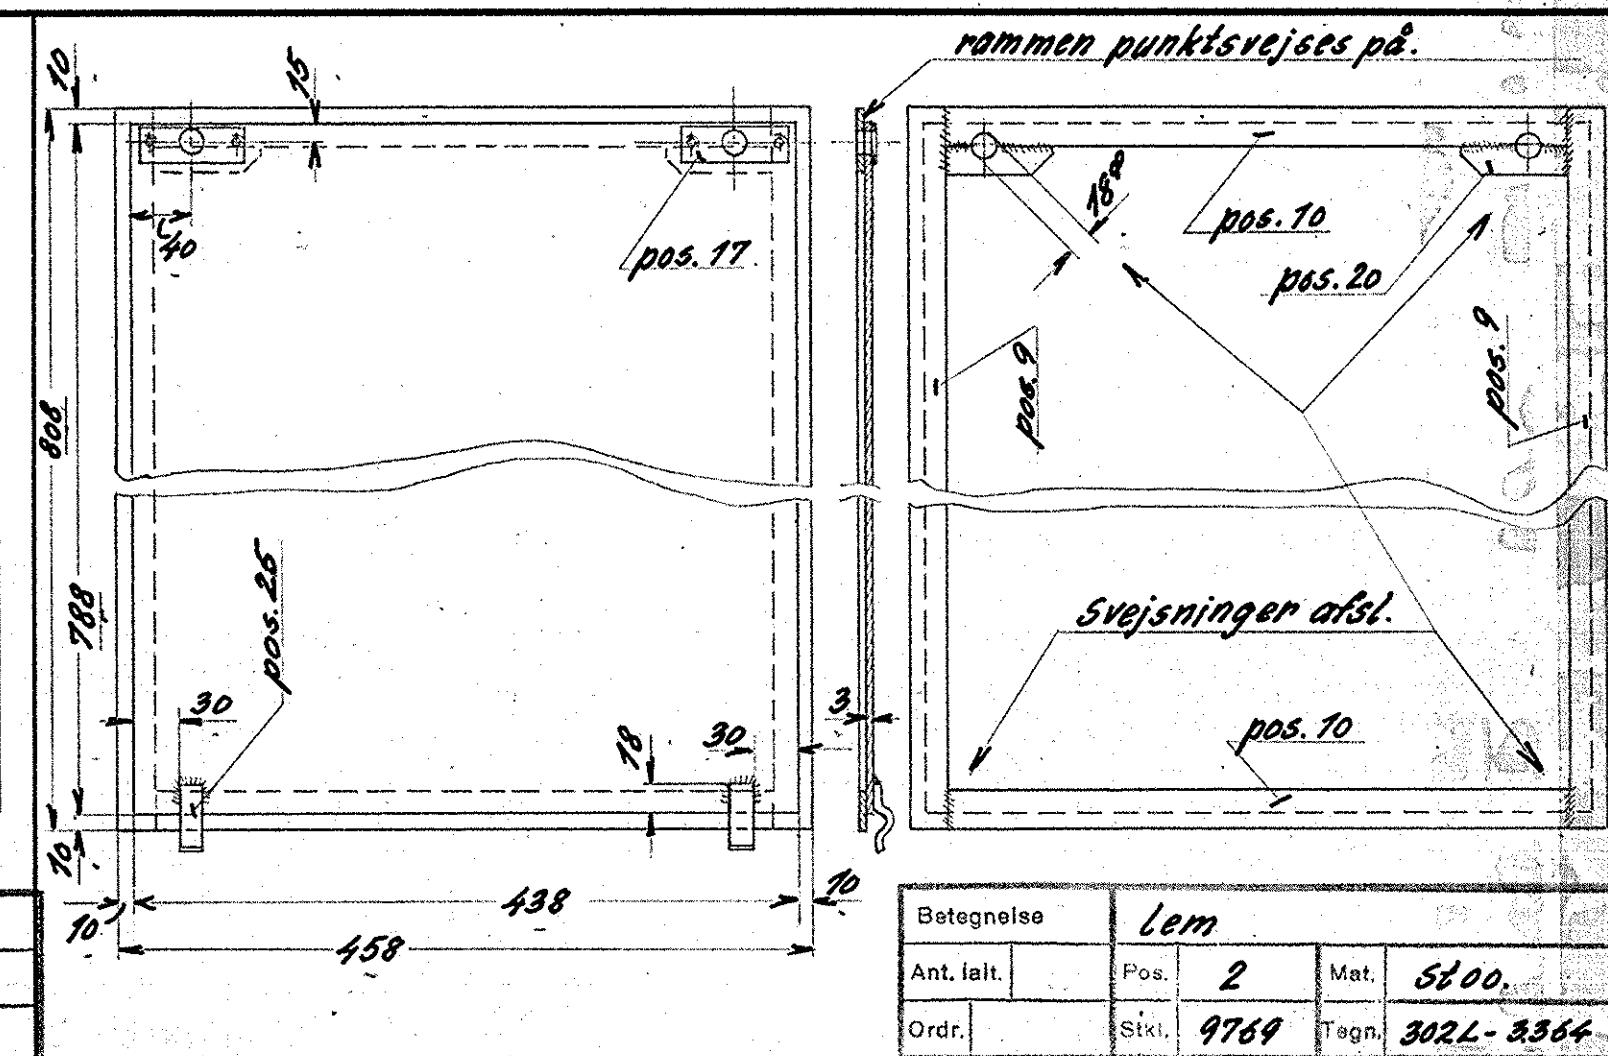 rammen punktsvejses på.
10
15
40
pos. 17
18⌀
pos. 10
pos. 20
pos. 9
pos. 9
808
788
pos. 25
30
18
30
3
Svejsninger afsl.
pos. 10
10
10
438
10
458
Betegnelse Lem
Ant. ialt. Pos. 2 Mat. St 00.
Ordr. Stkl. 9769 Tegn. 302L-3364